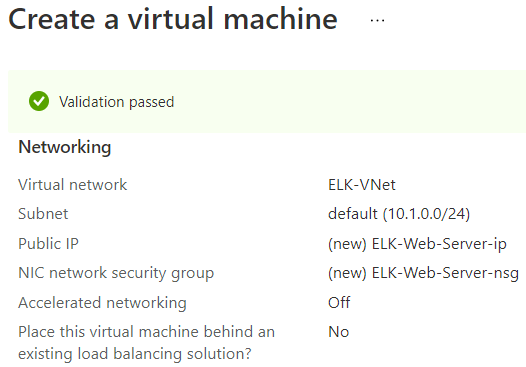 Create a virtual machine ...
Validation passed
Networking
Virtual network ELK-VNet
Subnet default (10.1.0.0/24)
Public IP (new) ELK-Web-Server-ip
NIC network security group (new) ELK-Web-Server-nsg
Accelerated networking Off
Place this virtual machine behind an No
existing load balancing solution?